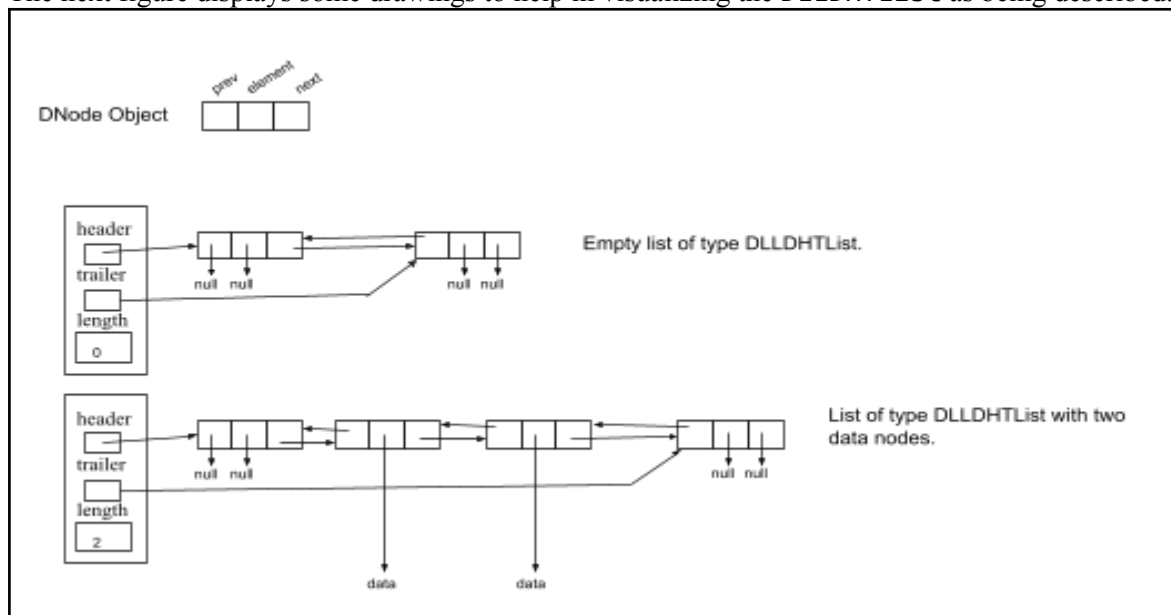 The next figure displays some drawings to help in visualizing the DLLDHTList as being described.
prev element next
DNode Object
header
trailer
length
0
null null
null null
Empty list of type DLLDHTList.
header
trailer
length
2
null null
null null
data
data
List of type DLLDHTList with two
data nodes.